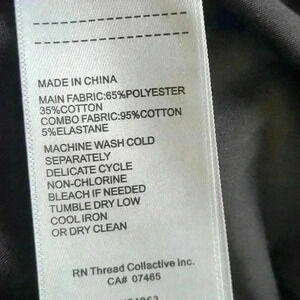 MADE IN CHINA
MAIN FABRIC:65%POLYESTER
35%COTTON
COMBO FABRIC:95%COTTON
5%ELASTANE
MACHINE WASH COLD
SEPARATELY
DELICATE CYCLE
NON-CHLORINE
BLEACH IF NEEDED
TUMBLE DRY LOW
COOL IRON
OR DRY CLEAN
RN Thread Collactive Inc.
CA# 07465